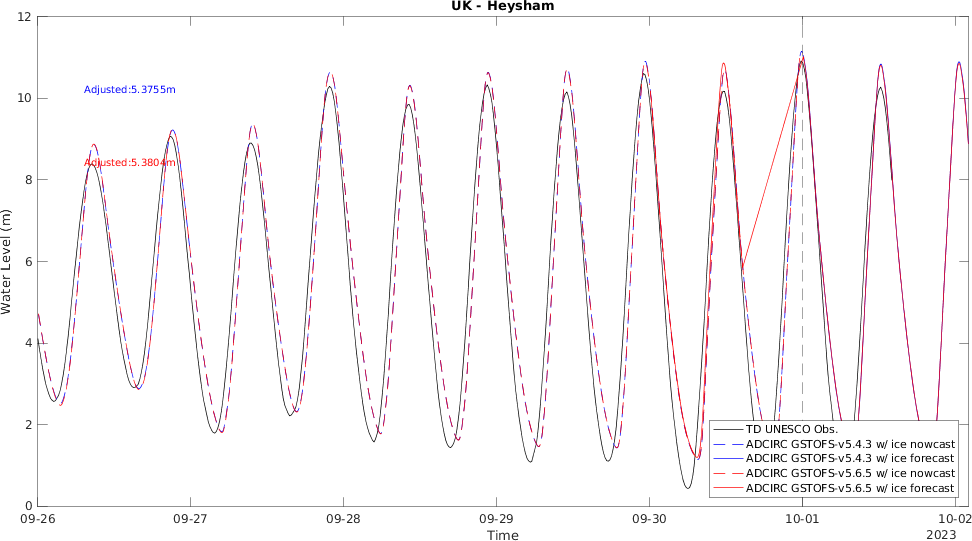 UK - Heysham
12
10
8
6
4
2
0
Water Level (m)
Adjusted:5.3755m
Adjusted:5.3804m
TD UNESCO Obs.
ADCIRC GSTOFS-v5.4.3 w/ ice nowcast
ADCIRC GSTOFS-v5.4.3 w/ ice forecast
ADCIRC GSTOFS-v5.6.5 w/ ice nowcast
ADCIRC GSTOFS-v5.6.5 w/ ice forecast
09-26 09-27 09-28 09-29 09-30 10-01 10-02
Time 2023